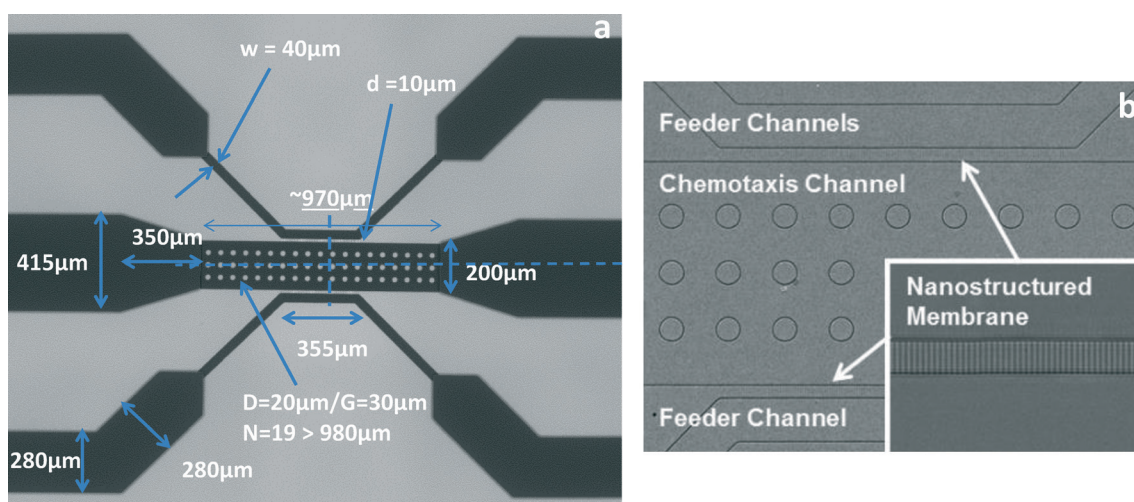 a
w = 40µm
d =10µm
~970µm
350µm
415µm
200µm
355µm
D=20µm/G=30µm
N=19 > 980µm
280µm
280µm
b
Feeder Channels
Chemotaxis Channel
Nanostructured
Membrane
Feeder Channel